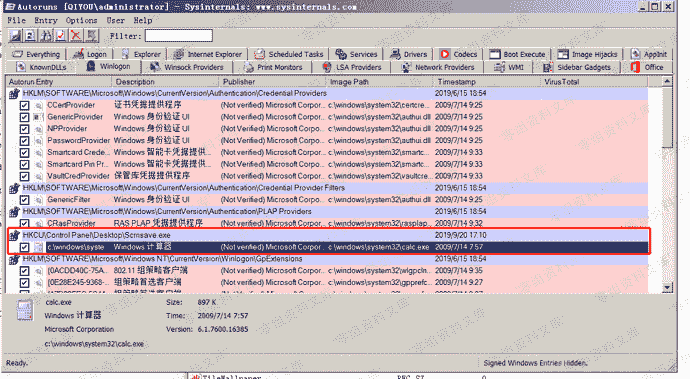 Autoruns [QIYOU\administrator] - Sysinternals: www.sysinternals.com
File Entry Options User Help
Filter:
Everything Logon Explorer Internet Explorer Scheduled Tasks Services Drivers Codecs Boot Execute Image Hijacks AppInit
KnownDLLs Winlogon Winsock Providers Print Monitors LSA Providers Network Providers WMI Sidebar Gadgets Office
Autorun Entry Description Publisher Image Path Timestamp VirusTotal
HKLM\SOFTWARE\Microsoft\Windows\CurrentVersion\Authentication\Credential Providers 2019/6/15 18:54
CCertProvider 证书凭据提供程序 (Not verified) Microsoft Corpor... c:\windows\system32\certcre... 2009/7/14 9:25
GenericProvider Windows 身份验证 UI (Not verified) Microsoft Corpor... c:\windows\system32\authui.dll 2009/7/14 9:25
NPProvider Windows 身份验证 UI (Not verified) Microsoft Corpor... c:\windows\system32\authui.dll 2009/7/14 9:25
PasswordProvider Windows 身份验证 UI (Not verified) Microsoft Corpor... c:\windows\system32\authui.dll 2009/7/14 9:25
Smartcard Crede... Windows 智能卡凭据提... (Not verified) Microsoft Corpor... c:\windows\system32\smartc... 2009/7/14 9:33
Smartcard Pin Pr... Windows 智能卡凭据提... (Not verified) Microsoft Corpor... c:\windows\system32\smartc... 2009/7/14 9:33
VaultCredProvider 保管库凭据提供程序 (Not verified) Microsoft Corpor... c:\windows\system32\vaultcre... 2009/7/14 9:33
HKLM\SOFTWARE\Microsoft\Windows\CurrentVersion\Authentication\Credential Provider Filters 2019/6/15 18:54
GenericFilter Windows 身份验证 UI (Not verified) Microsoft Corpor... c:\windows\system32\authui.dll 2009/7/14 9:25
HKLM\SOFTWARE\Microsoft\Windows\CurrentVersion\Authentication\PLAP Providers 2019/6/15 18:54
CRasProvider RAS PLAP 凭据提供程序 (Not verified) Microsoft Corpor... c:\windows\system32\rasplap... 2009/7/14 9:32
HKCU\Control Panel\Desktop\Scrnsave.exe 2019/9/20 17:10
c:\windows\syste... Windows 计算器 (Not verified) Microsoft Corpor... c:\windows\system32\calc.exe 2009/7/14 7:57
HKLM\SOFTWARE\Microsoft\Windows NT\CurrentVersion\Winlogon\GpExtensions 2019/6/15 18:54
{0ACDD40C-75A... 802.11 组策略客户端 (Not verified) Microsoft Corpor... c:\windows\system32\wlgpcln... 2009/7/14 9:35
{0E28E245-9368-... 组策略首选客户端 (Not verified) Microsoft Corpor... c:\windows\system32\gpprefc... 2009/7/14 9:27
calc.exe Size: 897 K
Windows 计算器 Time: 2009/7/14 7:57
Microsoft Corporation Version: 6.1.7600.16385
c:\windows\system32\calc.exe
Ready. Signed Windows Entries Hidden.
TileWallpaper REG_SZ 0